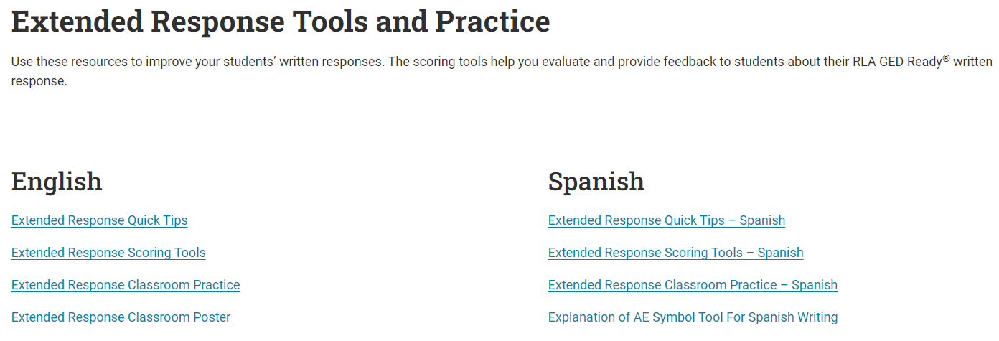 Extended Response Tools and Practice
Use these resources to improve your students’ written responses. The scoring tools help you evaluate and provide feedback to students about their RLA GED Ready® written
response.
English
Extended Response Quick Tips
Extended Response Scoring Tools
Extended Response Classroom Practice
Extended Response Classroom Poster
Spanish
Extended Response Quick Tips – Spanish
Extended Response Scoring Tools – Spanish
Extended Response Classroom Practice – Spanish
Explanation of AE Symbol Tool For Spanish Writing